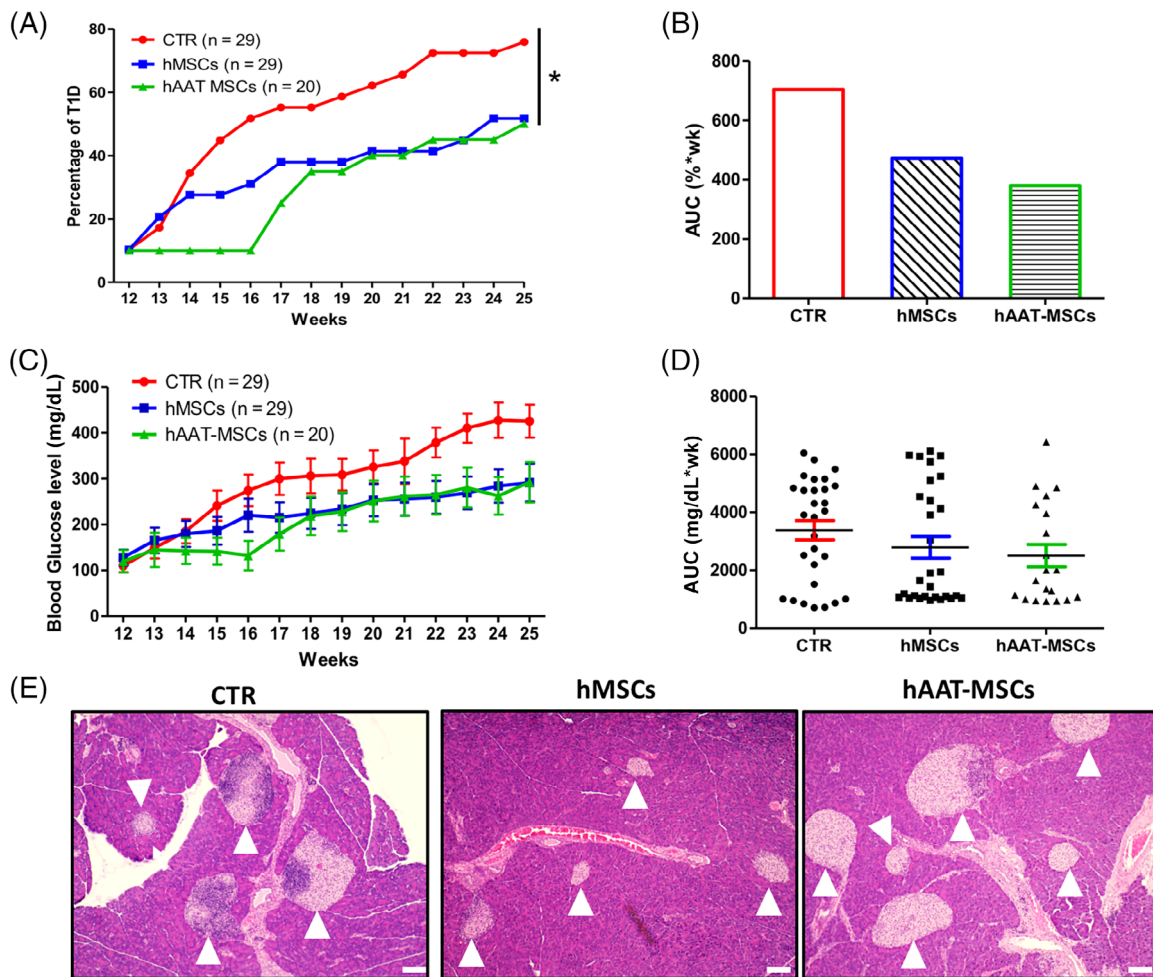 (A)
80
60
40
20
0
Percentage of T1D
CTR (n = 29)
hMSCs (n = 29)
hAAT MSCs (n = 20)
*
12 13 14 15 16 17 18 19 20 21 22 23 24 25
Weeks
(B)
800
600
400
200
0
AUC (%*wk)
CTR hMSCs hAAT-MSCs
(C)
500
400
300
200
100
0
Blood Glucose level (mg/dL)
CTR (n = 29)
hMSCs (n = 29)
hAAT-MSCs (n = 20)
12 13 14 15 16 17 18 19 20 21 22 23 24 25
Weeks
(D)
8000
6000
4000
2000
0
AUC (mg/dL*wk)
CTR hMSCs hAAT-MSCs
(E)
CTR
hMSCs
hAAT-MSCs